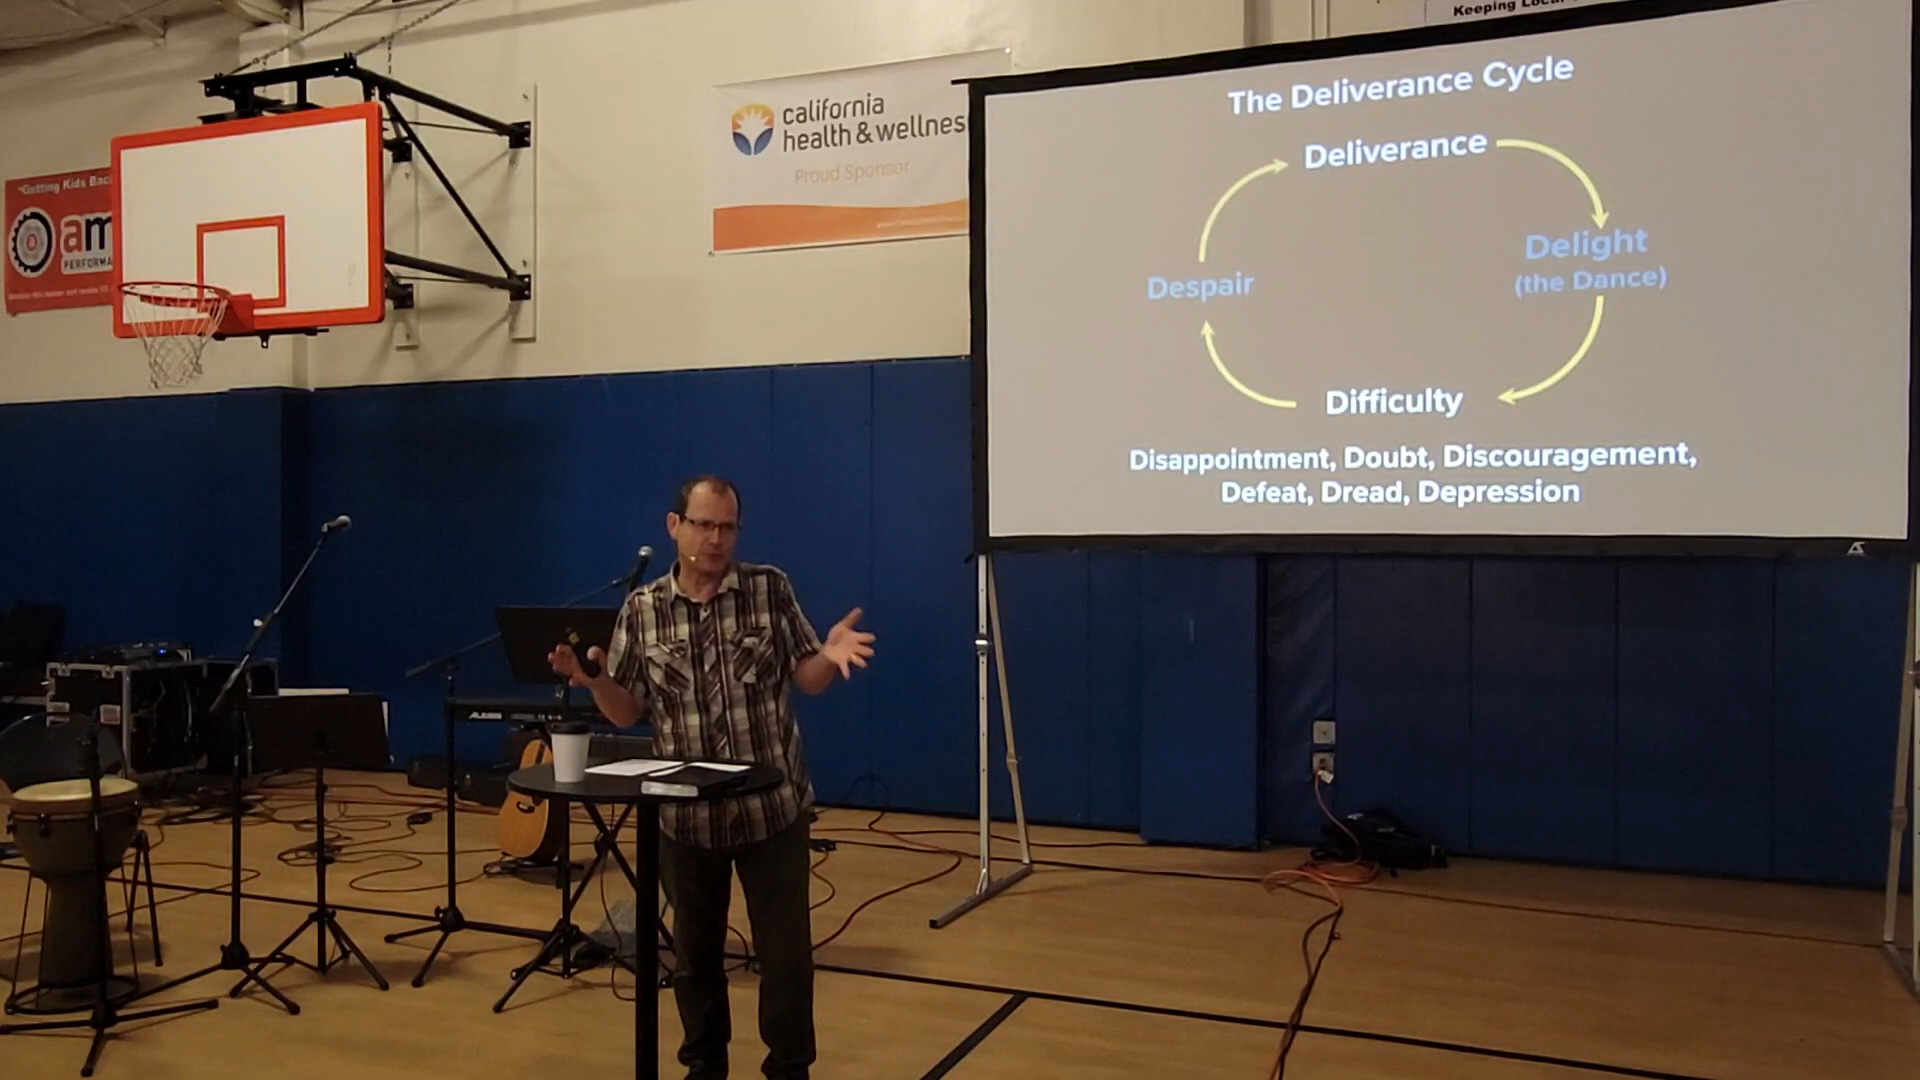 Keeping Local
"Getting Kids Bac
am
PERFORMA
california
health & wellnes
Proud Sponsor
The Deliverance Cycle
Deliverance
Delight
(the Dance)
Despair
Difficulty
Disappointment, Doubt, Discouragement,
Defeat, Dread, Depression
ALESIS